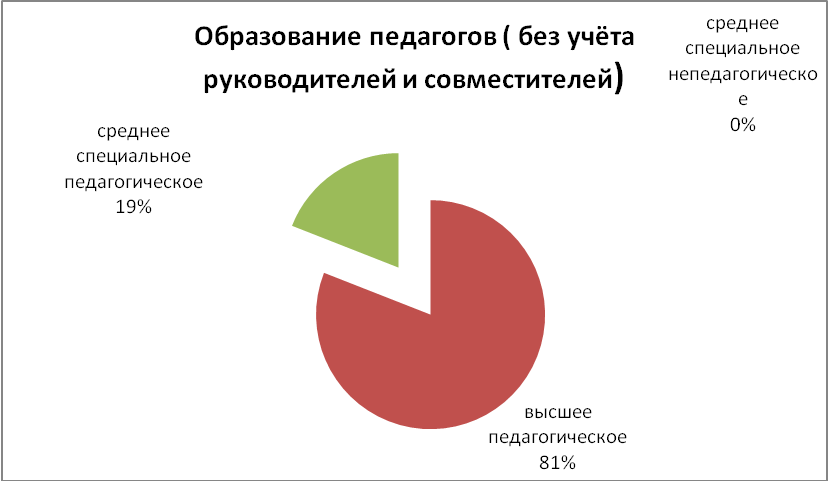 Образование педагогов ( без учёта
руководителей и совместителей)
среднее
специальное
непедагогическо
е
0%
среднее
специальное
педагогическое
19%
высшее
педагогическое
81%